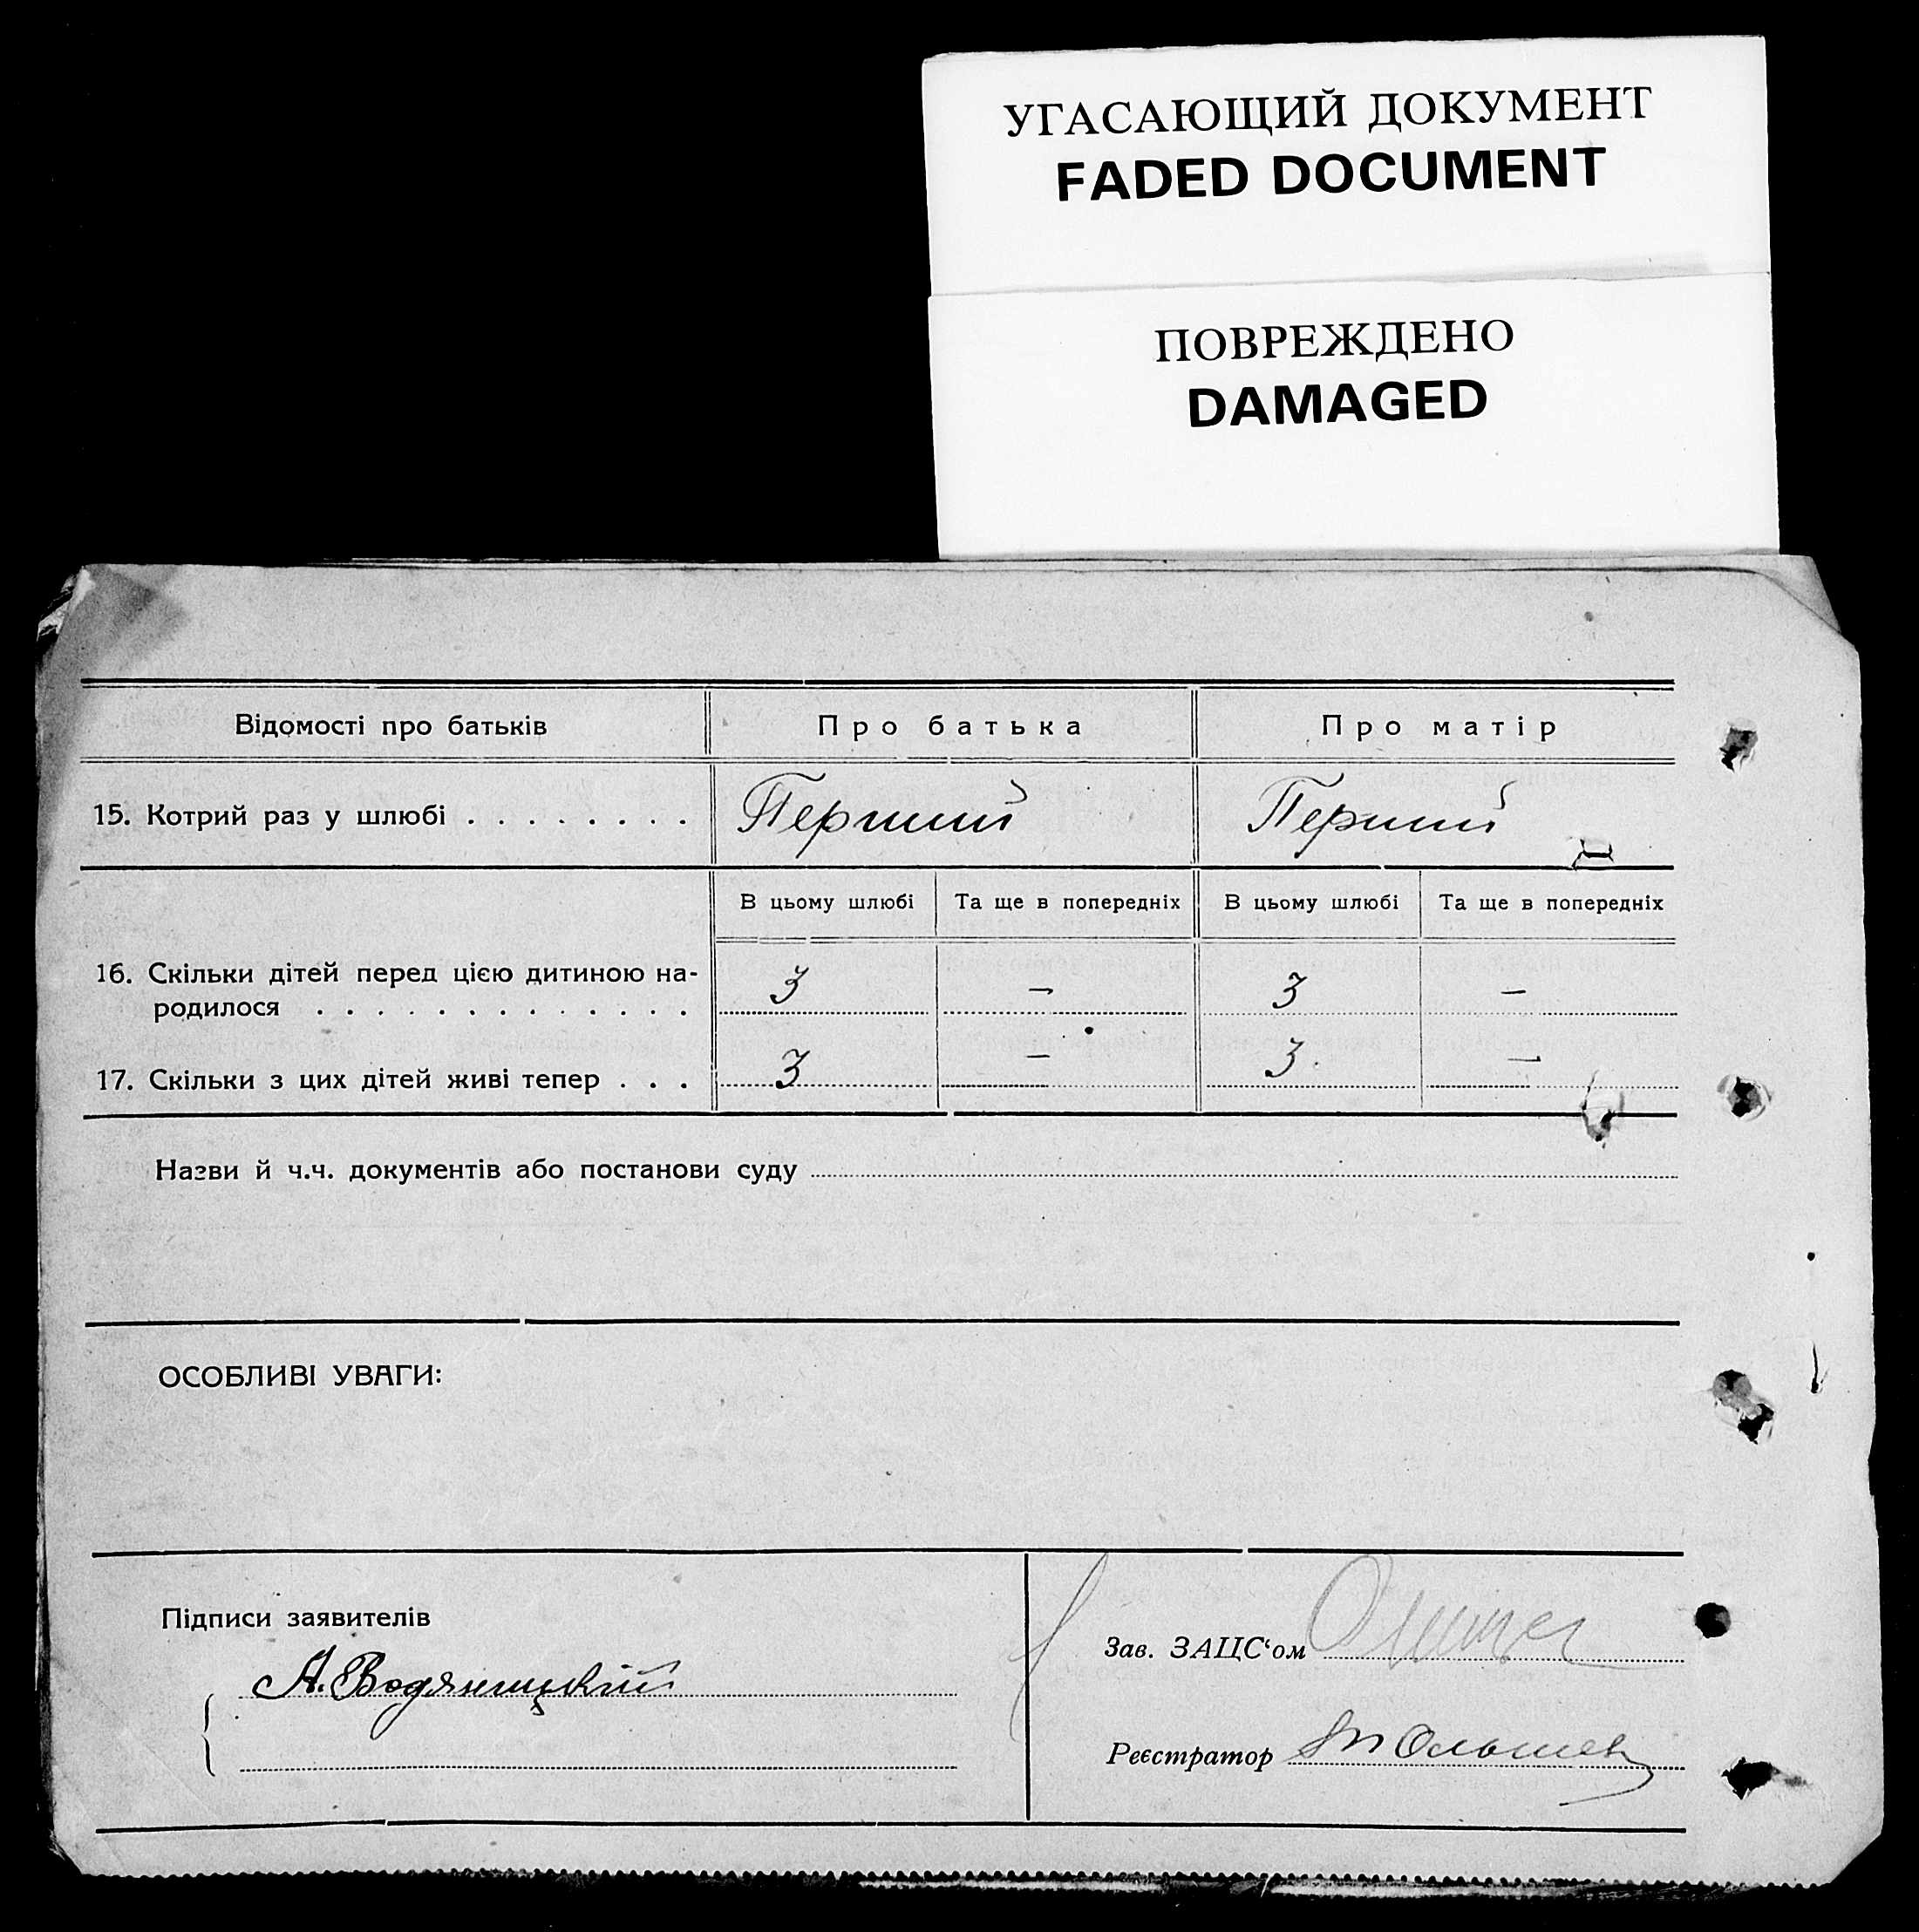 УГАСАЮЩИЙ ДОКУМЕНТ
FADED DOCUMENT
ПОВРЕЖДЕНО
DAMAGED
Відомості про батьків Про батька Про матір
15. Котрий раз у шлюбі . . . . . . . . Перший Перший
В цьому шлюбі Та ще в попередніх В цьому шлюбі Та ще в попередніх
16. Скільки дітей перед цією дитиною на-
родилося . . . . . . . . . . . . . 3 — 3 —
17. Скільки з цих дітей живі тепер . . . 3 — 3 —
Назви й ч.ч. документів або постанови суду
ОСОБЛИВІ УВАГИ:
Підписи заявителів
А. Водяницкий
Зав. ЗАЦС‘ом
Реєстратор